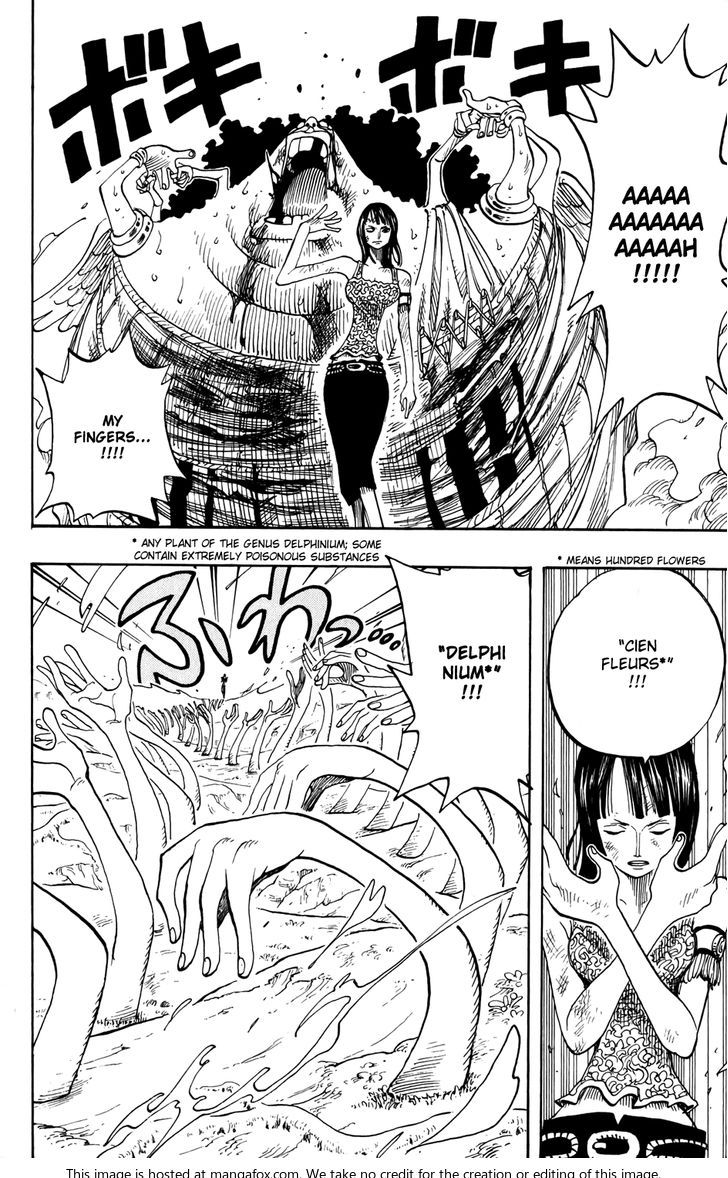 ボキ
ボキ
AAAAA
AAAAAAA
AAAAAH
!!!!!
MY
FINGERS...
!!!!
* ANY PLANT OF THE GENUS DELPHINIUM; SOME
CONTAIN EXTREMELY POISONOUS SUBSTANCES
* MEANS HUNDRED FLOWERS
"CIEN
FLEURS*"
!!!
"DELPHI
NIUM*"
!!!
ふわっ...
This image is hosted at mangafox.com. We take no credit for the creation or editing of this image.